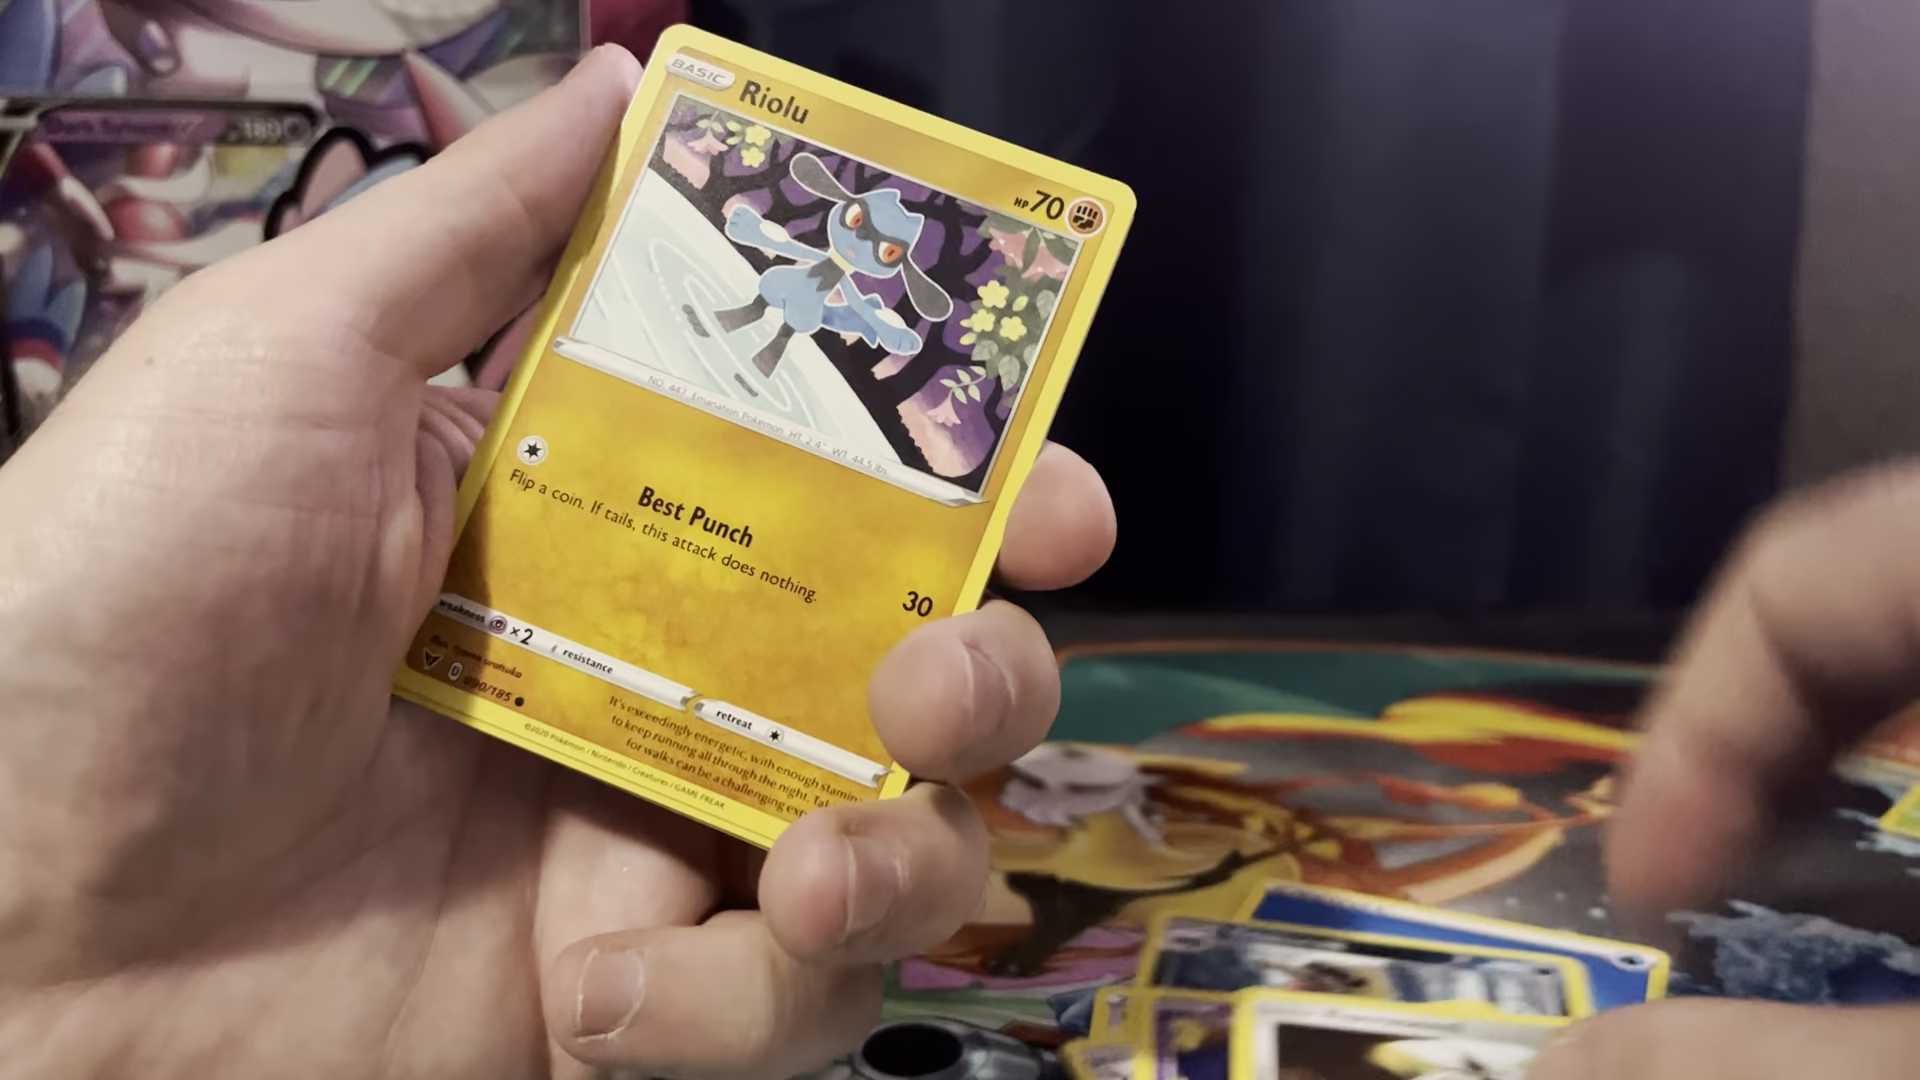 BASIC
Riolu
HP 70
NO. 447 Emanation Pokémon HT: 2'4" WT: 44.5 lbs.
Best Punch
30
Flip a coin. If tails, this attack does nothing.
weakness ×2
resistance
retreat
D 090/185
It's exceedingly energetic, with enough stamina
to keep running all through the night. Tak
for walks can be a challenging exp
©2020 Pokémon / Nintendo / Creatures / GAME FREAK
180